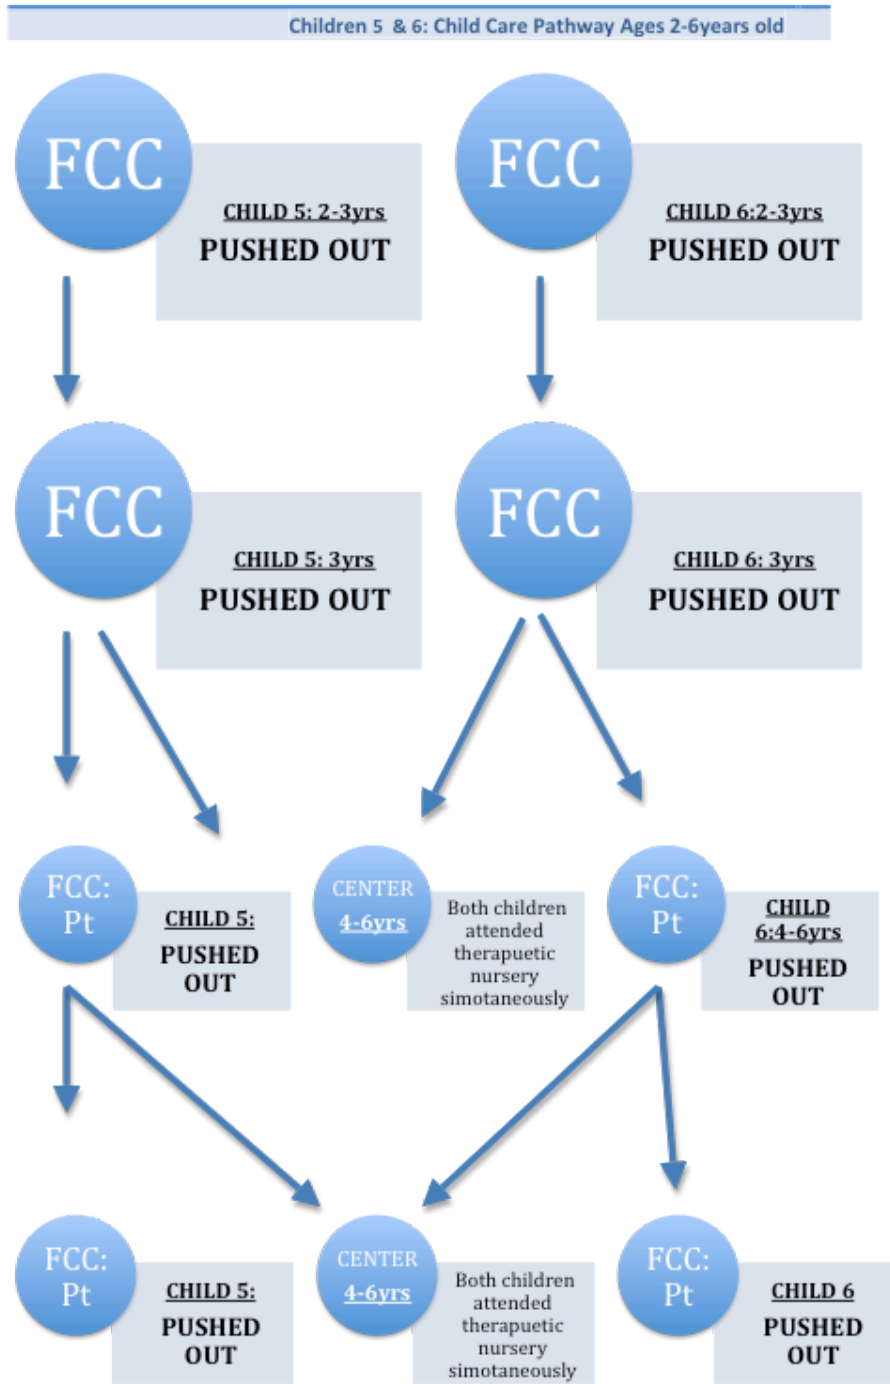 Children 5 & 6: Child Care Pathway Ages 2-6years old
FCC
CHILD 5: 2-3yrs
PUSHED OUT
FCC
CHILD 6:2-3yrs
PUSHED OUT
FCC
CHILD 5: 3yrs
PUSHED OUT
FCC
CHILD 6: 3yrs
PUSHED OUT
FCC:
Pt
CHILD 5:
PUSHED
OUT
CENTER
4-6yrs
Both children
attended
therapuetic
nursery
simotaneously
FCC:
Pt
CHILD
6:4-6yrs
PUSHED
OUT
FCC:
Pt
CHILD 5:
PUSHED
OUT
CENTER
4-6yrs
Both children
attended
therapuetic
nursery
simotaneously
FCC:
Pt
CHILD 6
PUSHED
OUT